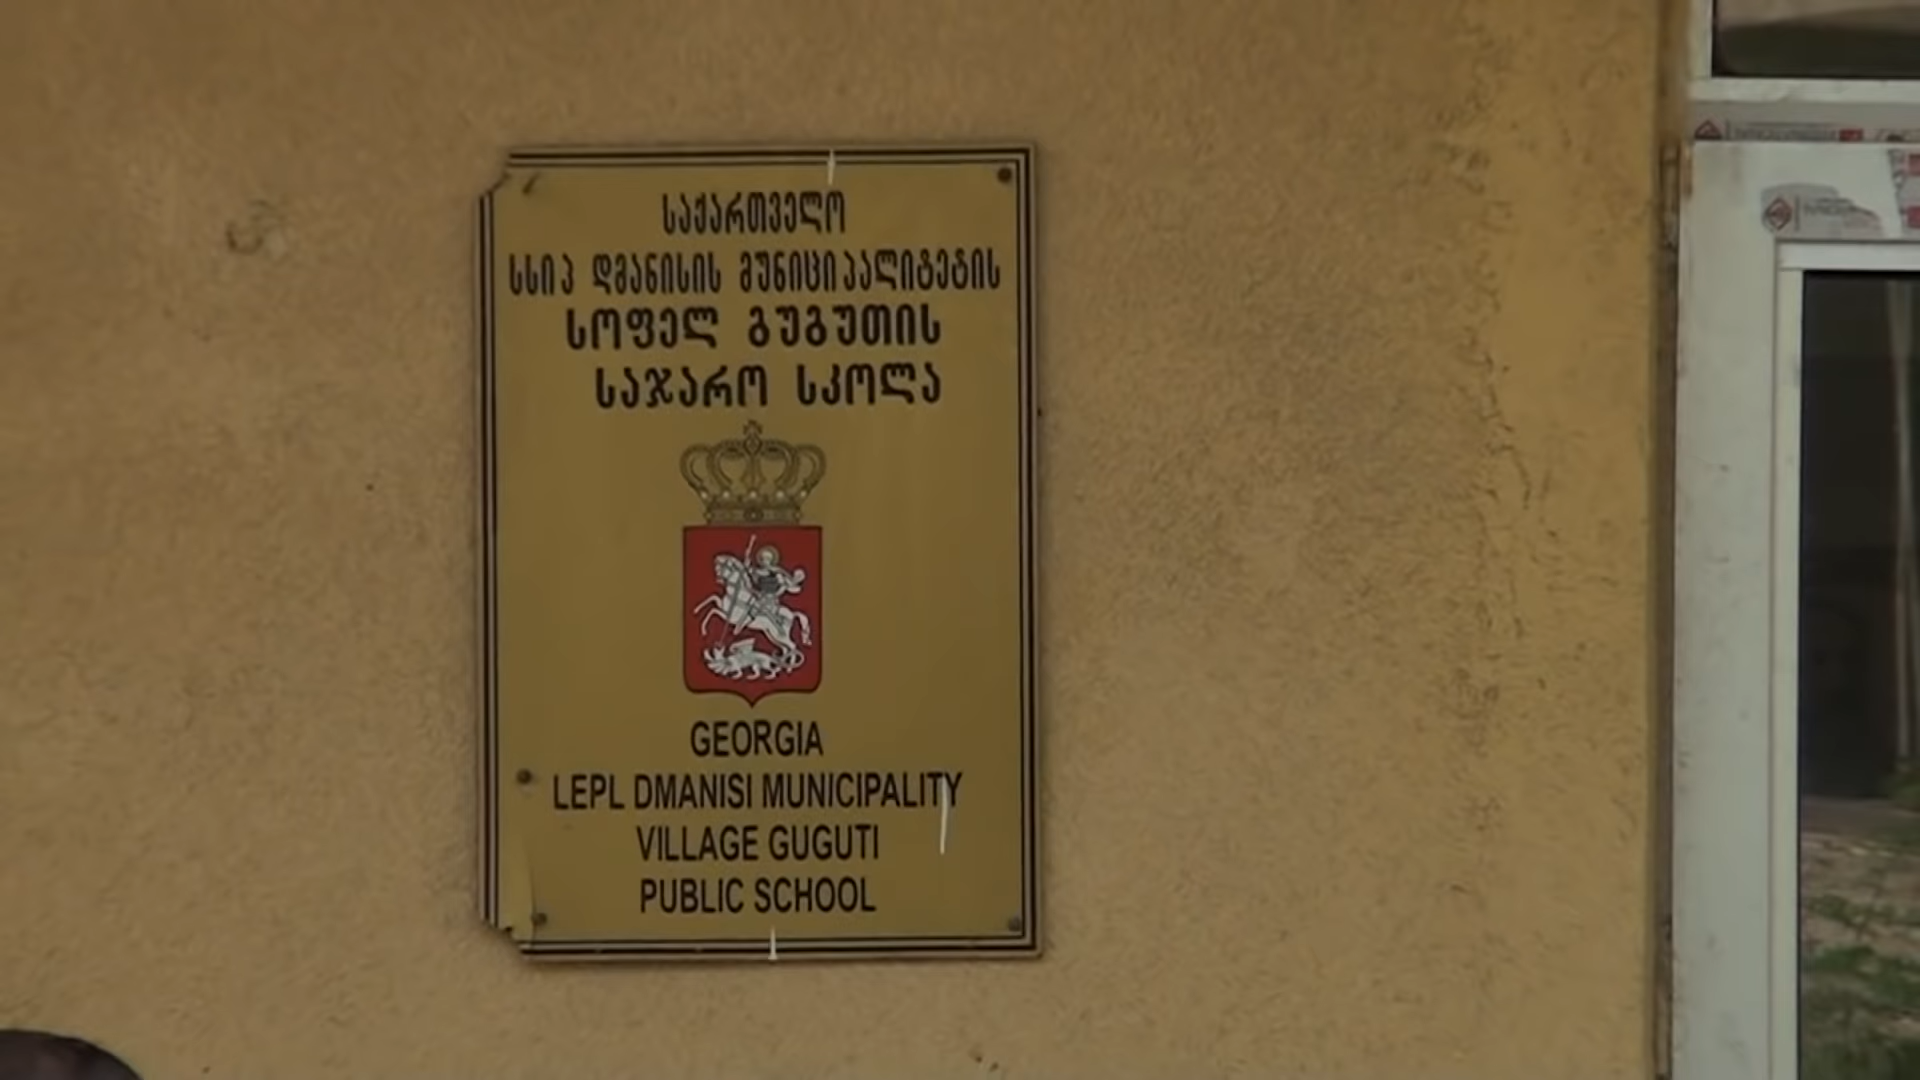 საქართველო
სსიპ დმანისის მუნიციპალიტეტის
სოფელ გუგუთის
საჯარო სკოლა
GEORGIA
LEPL DMANISI MUNICIPALITY
VILLAGE GUGUTI
PUBLIC SCHOOL